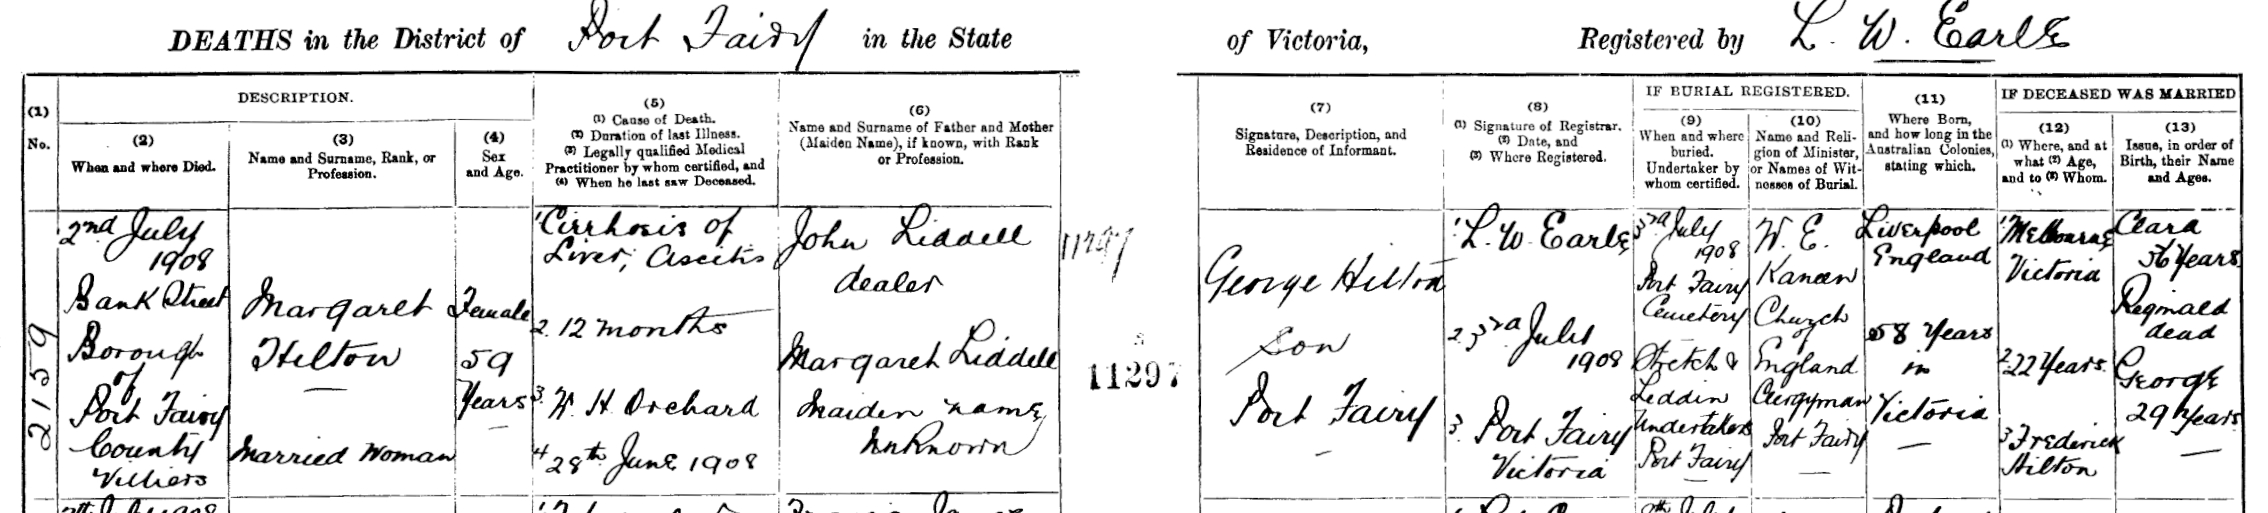 DEATHS in the District of Port Fairy in the State of Victoria, Registered by L. W. Earle
(1)
No.
DESCRIPTION.
(2)
When and where Died.
(3)
Name and Surname, Rank, or
Profession.
(4)
Sex
and Age.
(5)
(1) Cause of Death.
(2) Duration of last Illness.
(3) Legally qualified Medical
Practitioner by whom certified, and
(4) When he last saw Deceased.
(6)
Name and Surname of Father and Mother
(Maiden Name), if known, with Rank
or Profession.
(7)
Signature, Description, and
Residence of Informant.
(8)
(1) Signature of Registrar.
(2) Date, and
(3) Where Registered.
IF BURIAL REGISTERED.
(9)
When and where
buried.
Undertaker by
whom certified.
(10)
Name and Reli-
gion of Minister,
or Names of Wit-
nesses of Burial.
(11)
Where Born,
and how long in the
Australian Colonies,
stating which.
IF DECEASED WAS MARRIED
(12)
(1) Where, and at
what (2) Age,
and to (3) Whom.
(13)
Issue, in order of
Birth, their Name
and Ages.
2159
2nd July
1908
Bank Street
Borough
of
Port Fairy
County
Villiers
Margaret
Hilton
Married Woman
Female
59
Years
1 Cirrhosis of
Liver, Ascites
2. 12 months
3. W. H. Orchard
4 28th June 1908
John Liddell
dealer
Margaret Liddell
Maiden name
Unknown
11297
George Hilton
Son
Port Fairy
1 L. W. Earle
2. 3rd July
1908
3. Port Fairy
Victoria
3rd July
1908
Port Fairy
Cemetery
Stretch &
Leddin
Undertakers
Port Fairy
W. E.
Church
of
England
Clergyman
Port Fairy
Liverpool
England
58 Years
in
Victoria
1 Melbourne
Victoria
2. 22 Years
3 Frederick
Hilton
Clara
36 Years
Reginald
dead
George
29 Years